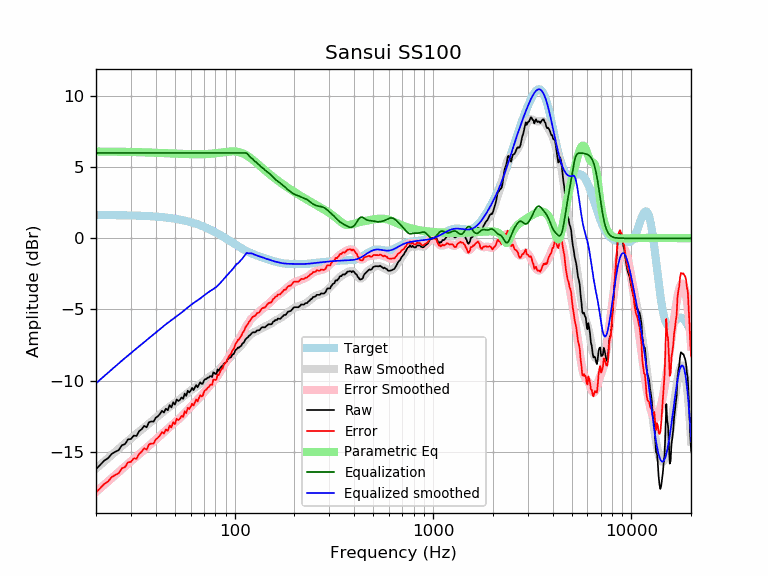 Sansui SS100
Amplitude (dBr)
10
5
0
−5
−10
−15
Target
Raw Smoothed
Error Smoothed
Raw
Error
Parametric Eq
Equalization
Equalized smoothed
100
1000
10000
Frequency (Hz)